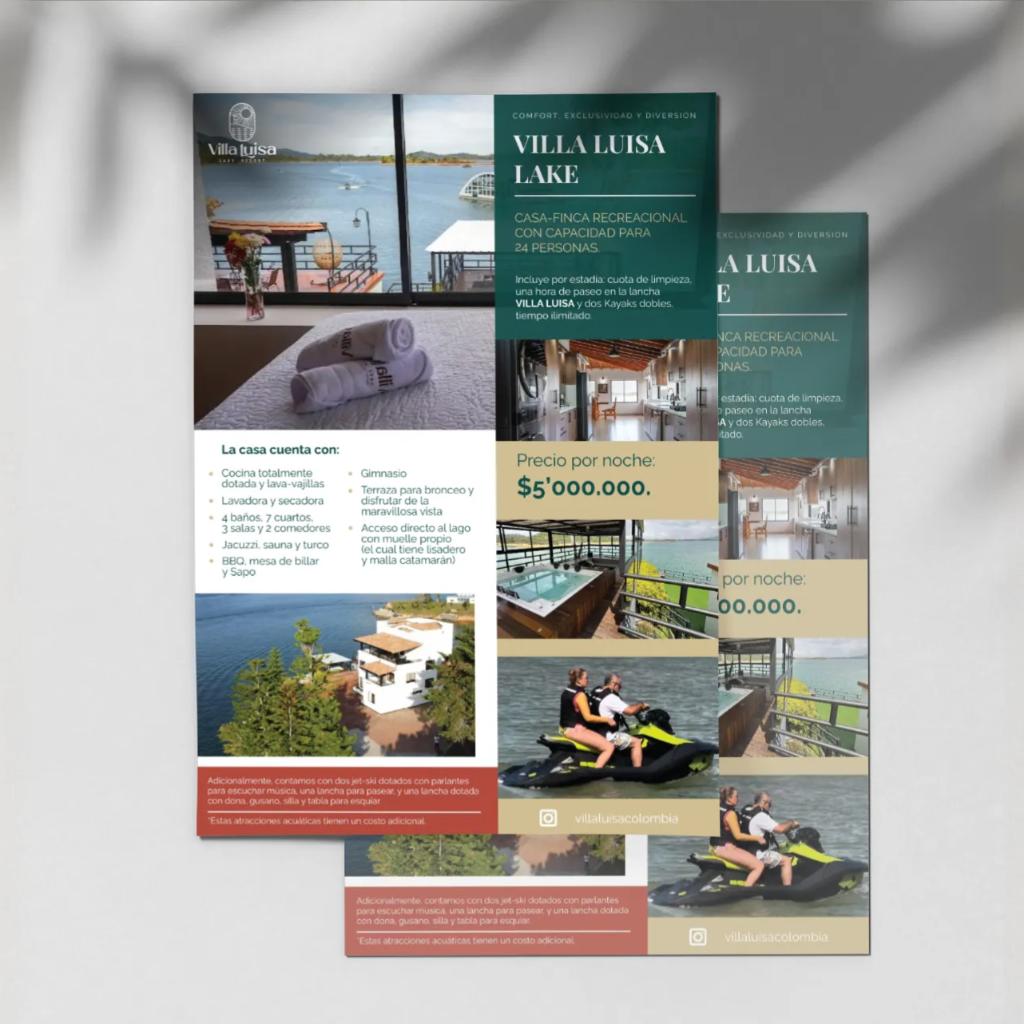 Villa Luisa
LAKE RESORT
COMFORT, EXCLUSIVIDAD Y DIVERSIÓN
VILLA LUISA
LAKE
CASA-FINCA RECREACIONAL
CON CAPACIDAD PARA
24 PERSONAS.
Incluye por estadía: cuota de limpieza,
una hora de paseo en la lancha
VILLA LUISA y dos Kayaks dobles,
tiempo ilimitado.
La casa cuenta con:
Cocina totalmente
dotada y lava-vajillas
Lavadora y secadora
4 baños, 7 cuartos,
3 salas y 2 comedores
Jacuzzi, sauna y turco
BBQ, mesa de billar
y Sapo
Gimnasio
Terraza para bronceo y
disfrutar de la
maravillosa vista
Acceso directo al lago
con muelle propio
(el cual tiene lisadero
y malla catamarán)
Precio por noche:
$5'000.000.
Adicionalmente, contamos con dos jet-ski dotados con parlantes
para escuchar música, una lancha para pasear, y una lancha dotada
con dona, gusano, silla y tabla para esquiar.
*Estas atracciones acuáticas tienen un costo adicional.
villaluisacolombia
EXCLUSIVIDAD Y DIVERSIÓN
LA LUISA
E
NCA RECREACIONAL
PACIDAD PARA
ONAS.
estadía: cuota de limpieza,
e paseo en la lancha
SA y dos Kayaks dobles,
itado.
por noche:
00.000.
Adicionalmente, contamos con dos jet-ski dotados con parlantes
para escuchar música, una lancha para pasear, y una lancha dotada
con dona, gusano, silla y tabla para esquiar.
*Estas atracciones acuáticas tienen un costo adicional.
villaluisacolombia